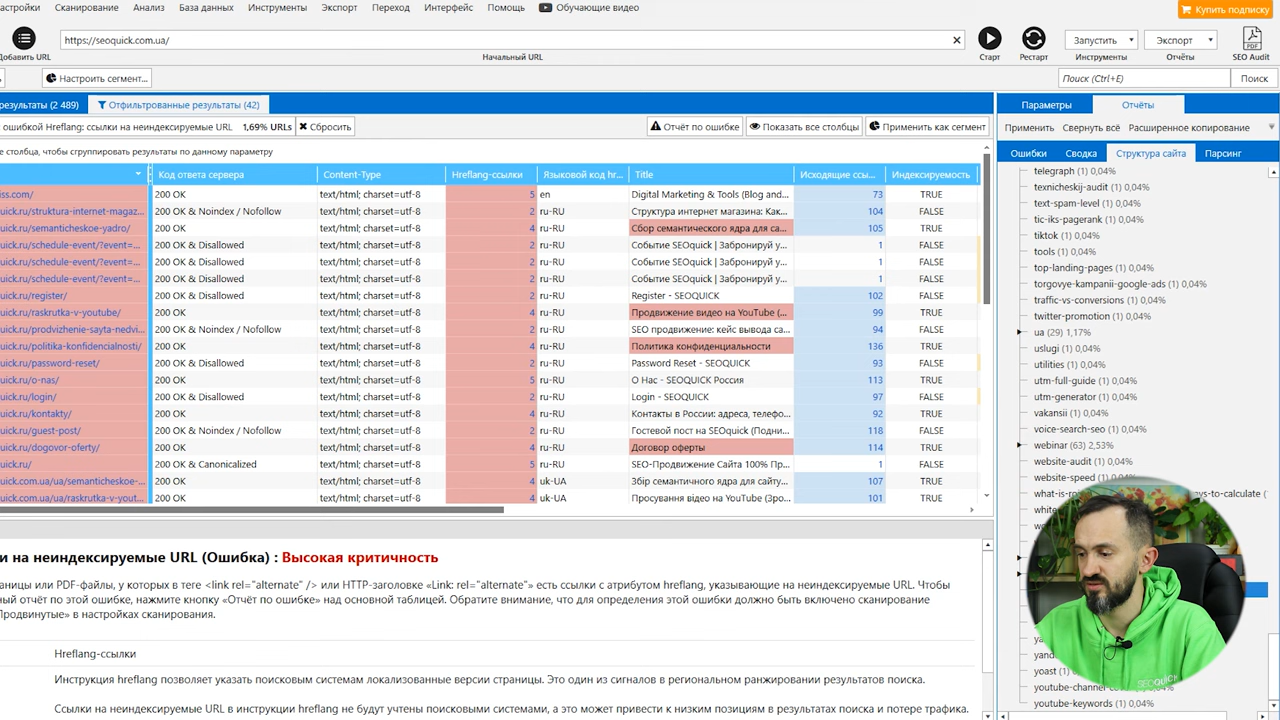 астройки Сканирование Анализ База данных Инструменты Экспорт Переход Интерфейс Помощь Обучающие видео
Купить подписку
Добавить URL
https://seoquick.com.ua/
Начальный URL
Старт
Рестарт
Запустить
Инструменты
Экспорт
Отчёты
PDF
SEO Audit
Настроить сегмент...
Поиск (Ctrl+E)
Поиск
результаты (2 489)
Отфильтрованные результаты (42)
Параметры
Отчёты
ошибкой Hreflang: ссылки на неиндексируемые URL 1,69% URLs Сбросить
Отчёт по ошибке
Показать все столбцы
Применить как сегмент
Применить Свернуть всё Расширенное копирование
е столбца, чтобы сгруппировать результаты по данному параметру
Ошибки Сводка Структура сайта Парсинг
Код ответа сервера Content-Type Hreflang-ссылки Языковой код hr... Title Исходящие ссы... Индексируемость
iss.com/ 200 OK text/html; charset=utf-8 5 en Digital Marketing & Tools (Blog and... 73 TRUE
quick.ru/struktura-internet-magaz... 200 OK & Noindex / Nofollow text/html; charset=utf-8 2 ru-RU Структура интернет магазина: Как... 104 FALSE
quick.ru/semanticheskoe-yadro/ 200 OK text/html; charset=utf-8 4 ru-RU Сбор семантического ядра для са... 105 TRUE
quick.ru/schedule-event/?event=... 200 OK & Disallowed text/html; charset=utf-8 2 ru-RU Событие SEOquick | Забронируй у... 1 FALSE
quick.ru/schedule-event/?event=... 200 OK & Disallowed text/html; charset=utf-8 2 ru-RU Событие SEOquick | Забронируй у... 1 FALSE
quick.ru/schedule-event/?event=... 200 OK & Disallowed text/html; charset=utf-8 2 ru-RU Событие SEOquick | Забронируй у... 1 FALSE
quick.ru/register/ 200 OK & Disallowed text/html; charset=utf-8 2 ru-RU Register - SEOQUICK 102 FALSE
quick.ru/raskrutka-v-youtube/ 200 OK text/html; charset=utf-8 4 ru-RU Продвижение видео на YouTube (... 99 TRUE
quick.ru/prodvizhenie-sayta-nedvi... 200 OK & Noindex / Nofollow text/html; charset=utf-8 2 ru-RU SEO продвижение: кейс вывода са... 94 FALSE
quick.ru/politika-konfidencialnosti/ 200 OK text/html; charset=utf-8 4 ru-RU Политика конфиденциальности 136 TRUE
quick.ru/password-reset/ 200 OK & Disallowed text/html; charset=utf-8 2 ru-RU Password Reset - SEOQUICK 93 FALSE
quick.ru/o-nas/ 200 OK text/html; charset=utf-8 5 ru-RU О Нас - SEOQUICK Россия 113 TRUE
quick.ru/login/ 200 OK & Disallowed text/html; charset=utf-8 2 ru-RU Login - SEOQUICK 97 FALSE
quick.ru/kontakty/ 200 OK text/html; charset=utf-8 4 ru-RU Контакты в России: адреса, телефо... 92 TRUE
quick.ru/guest-post/ 200 OK & Noindex / Nofollow text/html; charset=utf-8 2 ru-RU Гостевой пост на SEOquick (Подни... 118 FALSE
quick.ru/dogovor-oferty/ 200 OK text/html; charset=utf-8 4 ru-RU Договор оферты 114 TRUE
quick.ru/ 200 OK & Canonicalized text/html; charset=utf-8 5 ru-RU SEO-Продвижение Сайта 100% Пр... 1 FALSE
quick.com.ua/ua/semanticheskoe-... 200 OK text/html; charset=utf-8 4 uk-UA Збір семантичного ядра для сайту... 107 TRUE
quick.com.ua/ua/raskrutka-v-yout... 200 OK text/html; charset=utf-8 4 uk-UA Просування відео на YouTube (Зро... 101 TRUE
telegraph (1) 0,04%
texnicheskij-audit (1) 0,04%
text-spam-level (1) 0,04%
tic-iks-pagerank (1) 0,04%
tiktok (1) 0,04%
tools (1) 0,04%
top-landing-pages (1) 0,04%
torgovye-kampanii-google-ads (1) 0,04%
traffic-vs-conversions (1) 0,04%
twitter-promotion (1) 0,04%
ua (29) 1,17%
uslugi (1) 0,04%
utilities (1) 0,04%
utm-full-guide (1) 0,04%
utm-generator (1) 0,04%
vakansii (1) 0,04%
voice-search-seo (1) 0,04%
webinar (63) 2,53%
website-audit (1) 0,04%
website-speed (1) 0,04%
ays-to-calculate (1) 0,04%
youtube-keywords (1) 0,04%
ки на неиндексируемые URL (Ошибка) : Высокая критичность
аницы или PDF-файлы, у которых в теге <link rel="alternate" /> или HTTP-заголовке «Link: rel="alternate"» есть ссылки с атрибутом hreflang, указывающие на неиндексируемые URL. Чтобы
ный отчёт по этой ошибке, нажмите кнопку «Отчёт по ошибке» над основной таблицей. Обратите внимание, что для определения этой ошибки должно быть включено сканирование
Продвинутые» в настройках сканирования.
Hreflang-ссылки
Инструкция hreflang позволяет указать поисковым системам локализованные версии страницы. Это один из сигналов в региональном ранжировании результатов поиска.
Ссылки на неиндексируемые URL в инструкции hreflang не будут учтены поисковыми системами, а это может привести к низким позициям в результатах поиска и потере трафика.
SEOQUICK